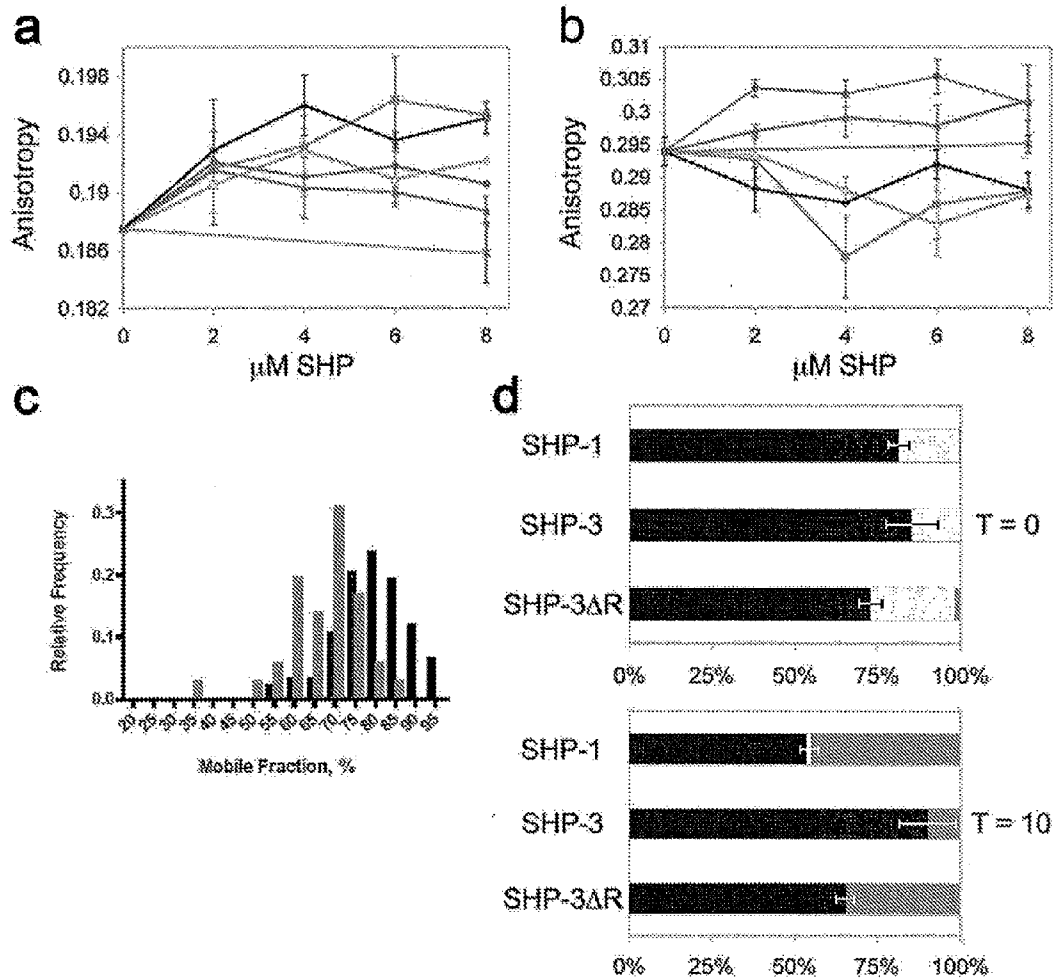 a
Anisotropy
0.198
0.194
0.19
0.186
0.182
0 2 4 6 8
µM SHP
b
Anisotropy
0.31
0.305
0.3
0.295
0.29
0.285
0.28
0.275
0.27
0 2 4 6 8
µM SHP
c
Relative Frequency
0.3
0.2
0.1
0.0
20 25 30 35 40 45 50 55 60 65 70 75 80 85 90 95
Mobile Fraction, %
d
SHP-1
SHP-3
SHP-3ΔR
T = 0
0% 25% 50% 75% 100%
SHP-1
SHP-3
SHP-3ΔR
T = 10
0% 25% 50% 75% 100%